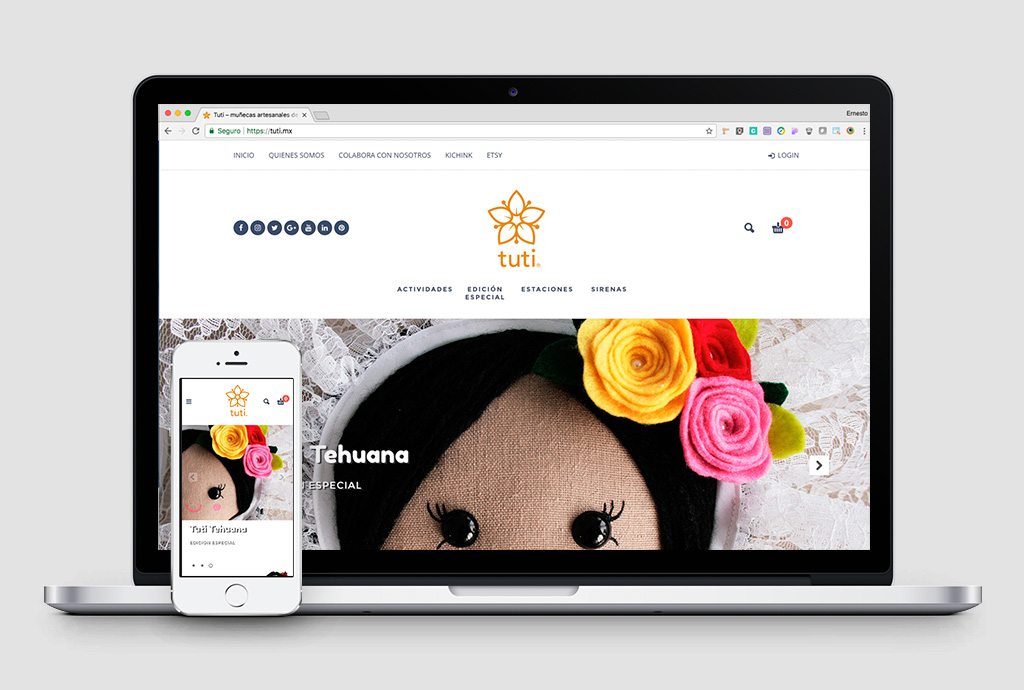 Tuti – muñecas artesanales de
Ernesto
Seguro https://tuti.mx
INICIO QUIENES SOMOS COLABORA CON NOSOTROS KICHINK ETSY LOGIN
0
tuti
ACTIVIDADES EDICIÓN ESPECIAL ESTACIONES SIRENAS
Tehuana
ESPECIAL
tuti.
0
Tuti Tehuana
EDICIÓN ESPECIAL